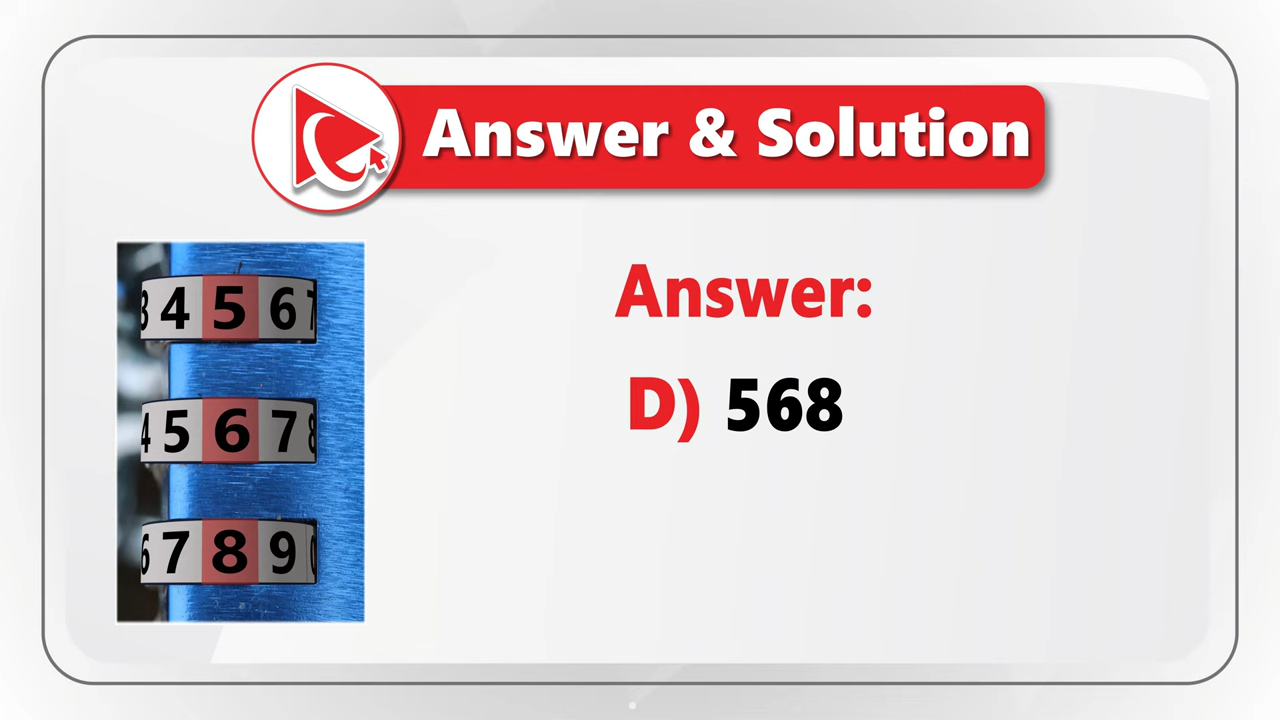 Answer & Solution
3 4 5 6 7
4 5 6 7 8
6 7 8 9 0
Answer:
D) 568